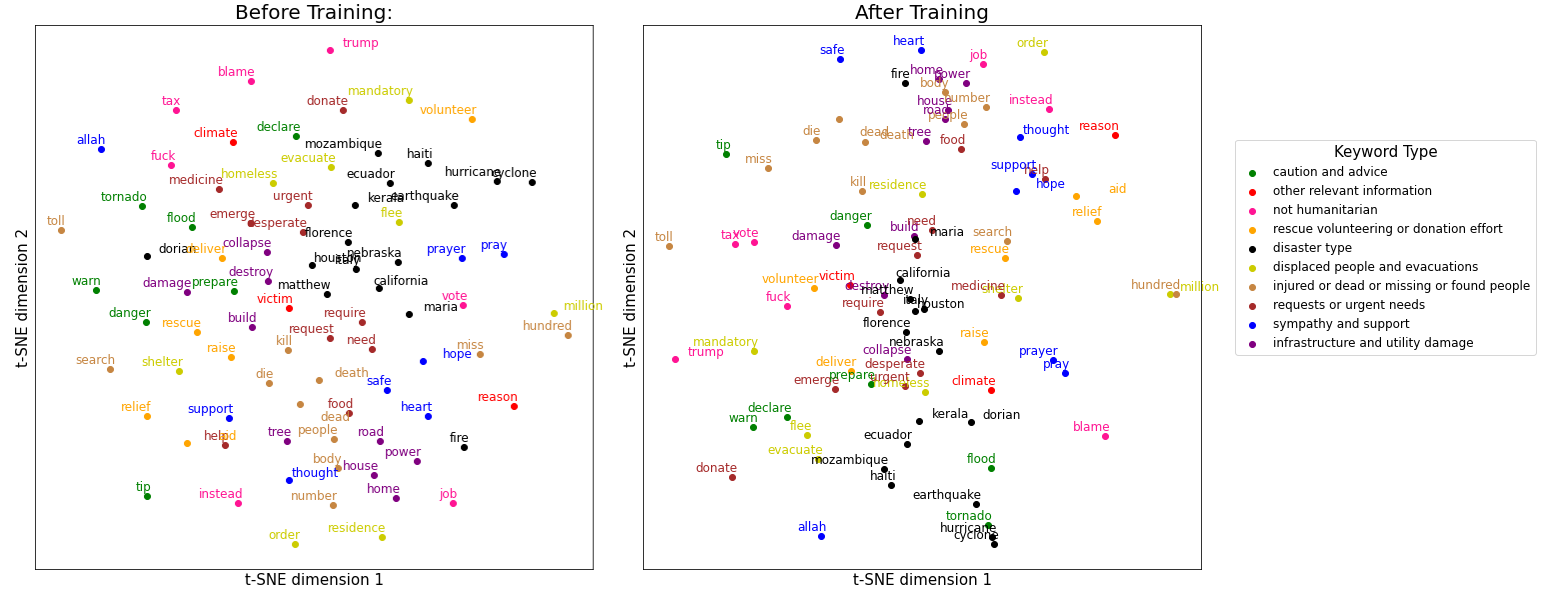 Before Training:
trump
blame
mandatory
tax
donate
volunteer
declare
climate
allah
mozambique
haiti
fuck
evacuate
homeless
ecuador
hurricane
cyclone
medicine
tornado
urgent
kerala
earthquake
toll
flood
emerge
desperate
flee
florence
dorian
deliver
collapse
prayer
pray
houston
nebraska
italy
warn
damage
prepare
destroy
matthew
california
danger
victim
vote
maria
million
rescue
build
request
require
hundred
search
shelter
raise
kill
need
miss
hope
die
death
safe
relief
support
food
heart
reason
dead
help
aid
tree
people
road
fire
power
body
thought
house
tip
instead
number
home
job
order
residence
t-SNE dimension 2
t-SNE dimension 1
After Training
heart
order
safe
job
home
power
fire
body
number
house
road
instead
people
die
dead
death
tree
food
thought
reason
tip
miss
support
help
hope
aid
kill
residence
relief
danger
need
build
maria
search
toll
tax
vote
damage
request
rescue
california
volunteer
victim
destroy
matthew
medicine
shelter
hundred
million
fuck
require
italy
houston
florence
raise
mandatory
nebraska
trump
collapse
prayer
deliver
desperate
pray
emerge
prepare
urgent
homeless
climate
declare
warn
flee
kerala
dorian
ecuador
blame
evacuate
mozambique
haiti
flood
donate
earthquake
tornado
allah
hurricane
cyclone
t-SNE dimension 2
t-SNE dimension 1
Keyword Type
caution and advice
other relevant information
not humanitarian
rescue volunteering or donation effort
disaster type
displaced people and evacuations
injured or dead or missing or found people
requests or urgent needs
sympathy and support
infrastructure and utility damage